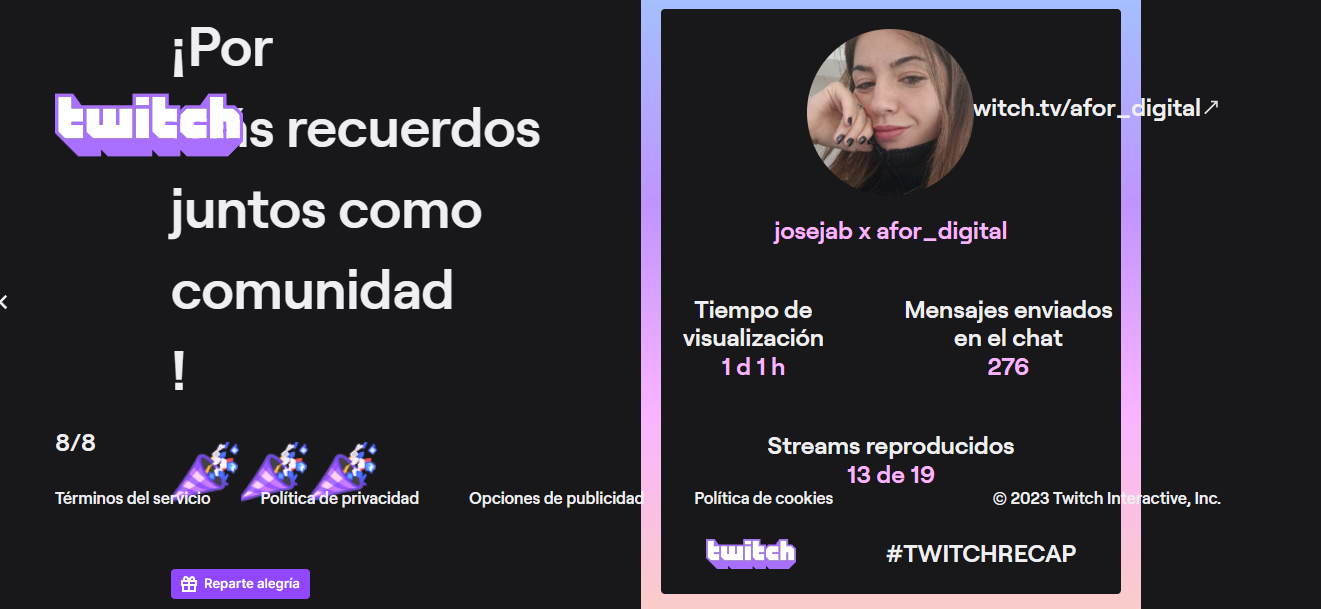 ¡Por
twitch
s recuerdos
juntos como
comunidad
!
8/8
Términos del servicio
Política de privacidad
Opciones de publicidad
Reparte alegría
witch.tv/afor_digital↗
josejab x afor_digital
Tiempo de
visualización
1 d 1 h
Mensajes enviados
en el chat
276
Streams reproducidos
13 de 19
Política de cookies
© 2023 Twitch Interactive, Inc.
twitch
#TWITCHRECAP